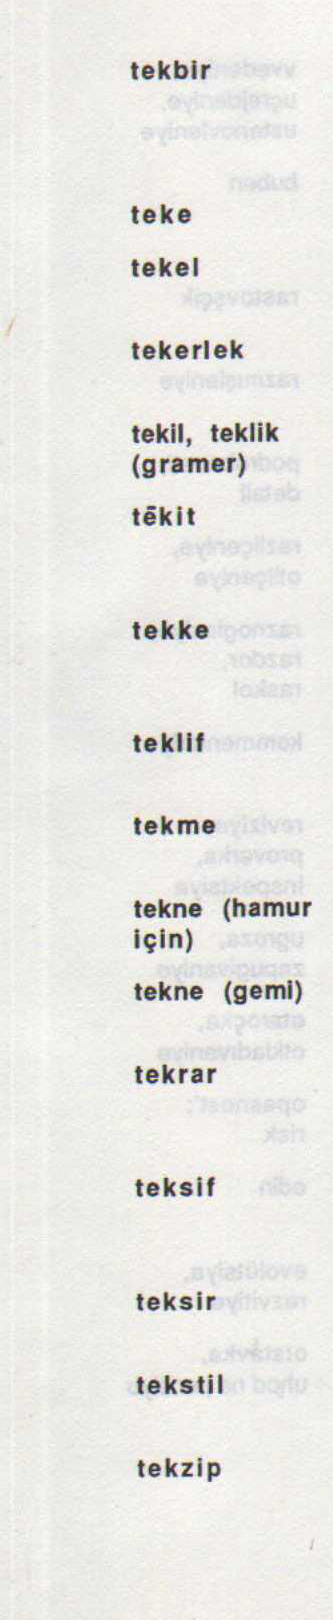 tekbir
teke
tekel
tekerlek
tekil, teklik
(gramer)
tēkit
tekke
teklif
tekme
tekne (hamur
için)
tekne (gemi)
tekrar
teksif
teksir
tekstil
tekzip